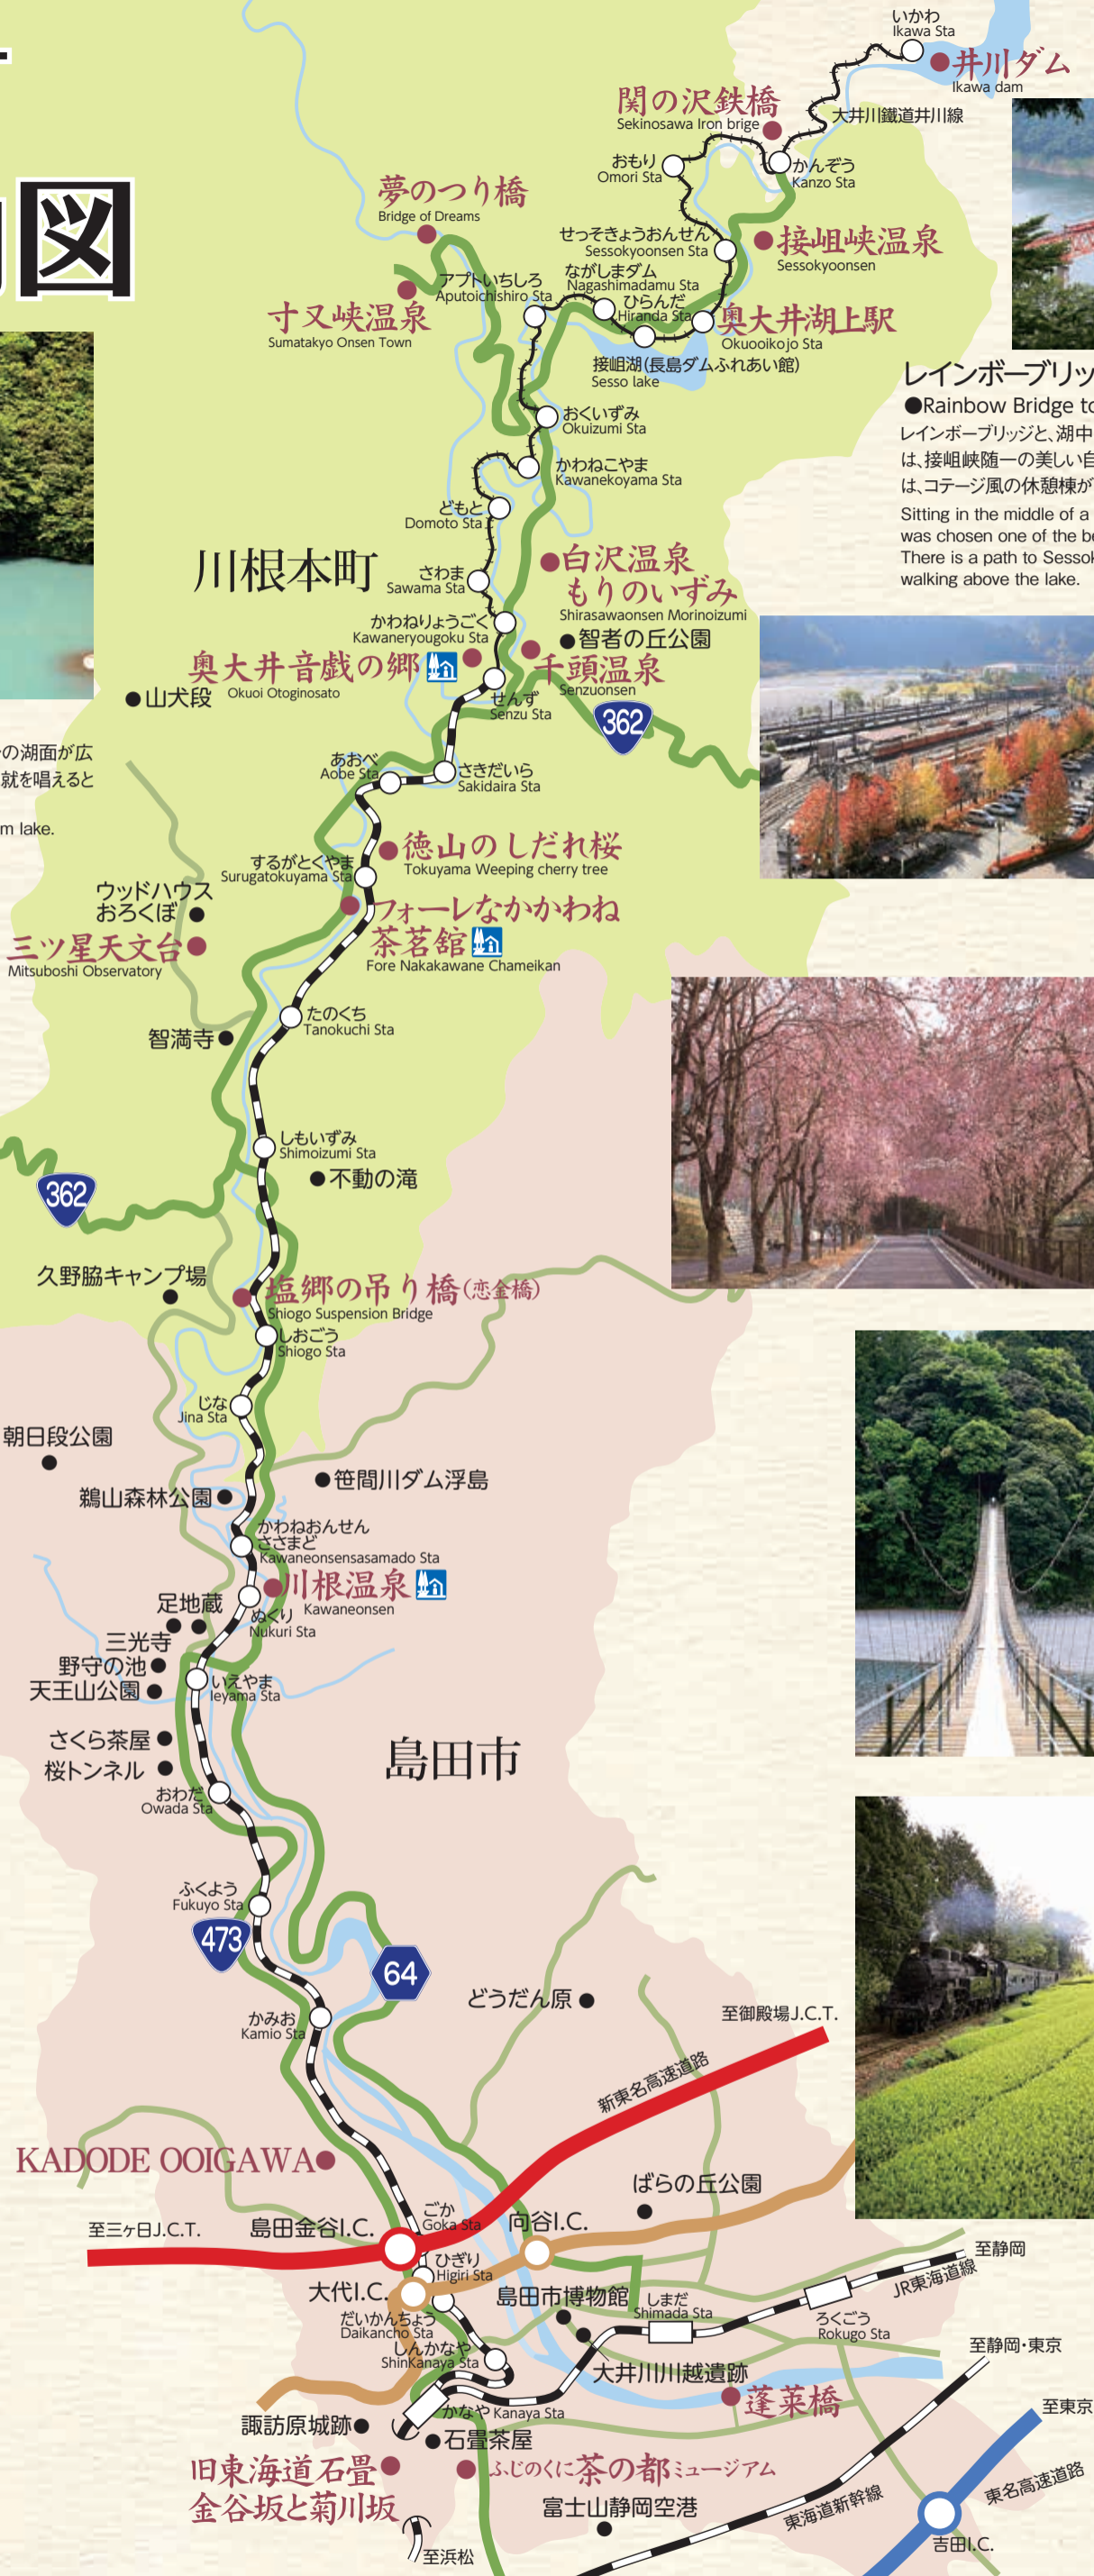 図
いかわ
Ikawa Sta
井川ダム
Ikawa dam
関の沢鉄橋
Sekinosawa Iron brige
大井川鐵道井川線
おもり
Omori Sta
かんぞう
Kanzo Sta
夢のつり橋
Bridge of Dreams
せっそきょうおんせん
Sessokyoonsen Sta
接岨峡温泉
Sessokyoonsen
アプトいちしろ
Aputoichishiro Sta
ながしまダム
Nagashimadamu Sta
ひらんだ
Hiranda Sta
寸又峡温泉
Sumatakyo Onsen Town
奥大井湖上駅
Okuooikojo Sta
接岨湖(長島ダムふれあい館)
Sesso lake
レインボーブリッ
●Rainbow Bridge to
レインボーブリッジと、湖中
は、接岨峡随一の美しい自
は、コテージ風の休憩棟が
Sitting in the middle of a
was chosen one of the be
There is a path to Sessok
walking above the lake.
おくいずみ
Okuizumi Sta
かわねこやま
Kawanekoyama Sta
どもと
Domoto Sta
川根本町
白沢温泉
もりのいずみ
Shirasawaonsen Morinoizumi
さわま
Sawama Sta
かわねりょうごく
Kawaneryougoku Sta
智者の丘公園
奥大井音戯の郷
Okuoi Otoginosato
千頭温泉
Senzuonsen
山犬段
せんず
Senzu Sta
362
の湖面が広
就を唱えると
m lake.
あおべ
Aobe Sta
さきだいら
Sakidaira Sta
徳山のしだれ桜
Tokuyama Weeping cherry tree
するがとくやま
Surugatokuyama Sta
ウッドハウス
おろくぼ
フォーレなかかわね
茶茗舘
Fore Nakakawane Chameikan
三ツ星天文台
Mitsuboshi Observatory
たのくち
Tanokuchi Sta
智満寺
しもいずみ
Shimoizumi Sta
不動の滝
362
久野脇キャンプ場
塩郷の吊り橋(恋金橋)
Shiogo Suspension Bridge
しおごう
Shiogo Sta
じな
Jina Sta
朝日段公園
笹間川ダム浮島
鵜山森林公園
かわねおんせん
ささまど
Kawaneonsensasamado Sta
川根温泉
Kawaneonsen
足地蔵
ぬくり
Nukuri Sta
三光寺
野守の池
天王山公園
いえやま
Ieyama Sta
さくら茶屋
桜トンネル
島田市
おわだ
Owada Sta
ふくよう
Fukuyo Sta
473
64
どうだん原
かみお
Kamio Sta
至御殿場J.C.T.
新東名高速道路
KADODE OOIGAWA
ばらの丘公園
至三ヶ日J.C.T.
島田金谷I.C.
ごか
Goka Sta
向谷I.C.
ひぎり
Higiri Sta
至静岡
JR東海道線
大代I.C.
島田市博物館
しまだ
Shimada Sta
だいかんちょう
Daikancho Sta
ろくごう
Rokugo Sta
しんかなや
ShinKanaya Sta
至静岡・東京
大井川川越遺跡
蓬莱橋
かなや Kanaya Sta
至東京
諏訪原城跡
石畳茶屋
旧東海道石畳
金谷坂と菊川坂
ふじのくに茶の都ミュージアム
東名高速道路
富士山静岡空港
東海道新幹線
吉田I.C.
至浜松